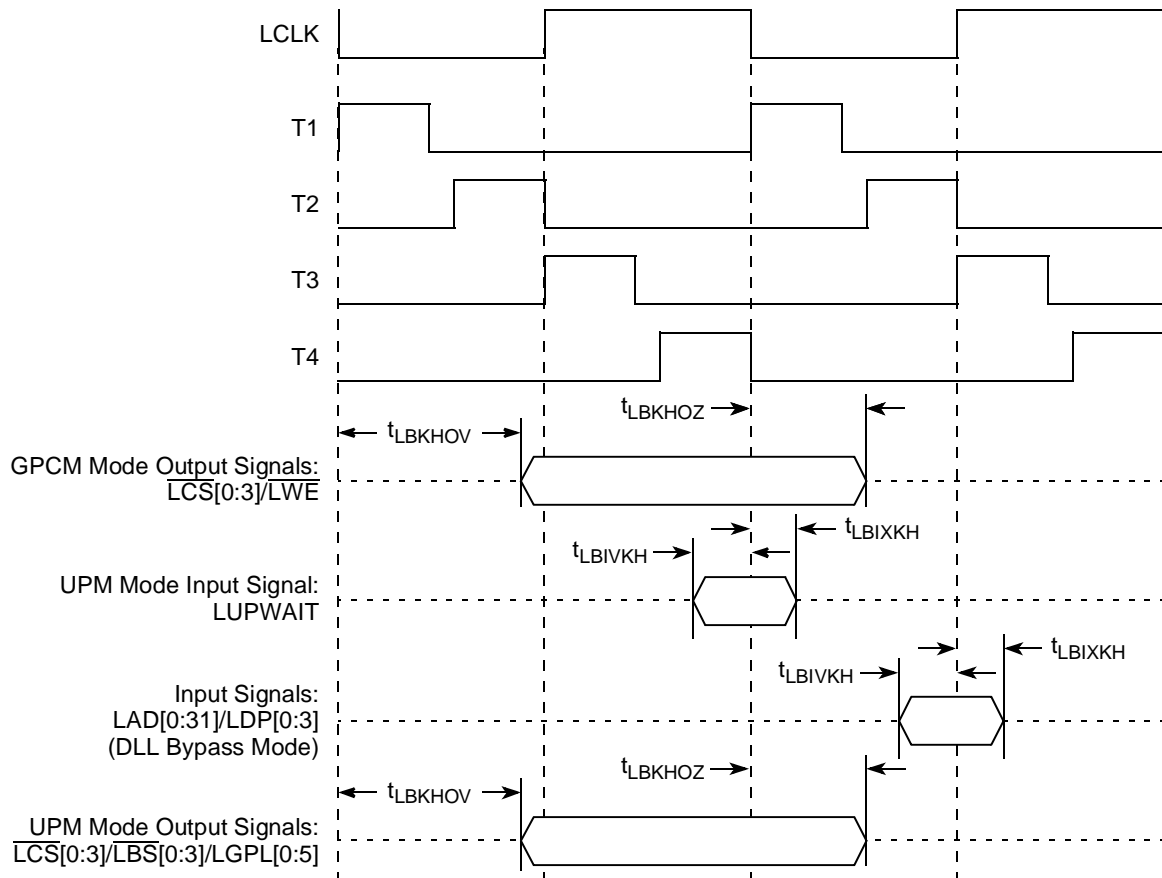 LCLK
T1
T2
T3
T4
tLBKHOZ
tLBKHOV
GPCM Mode Output Signals:
LCS[0:3]/LWE
tLBIXKH
tLBIVKH
UPM Mode Input Signal:
LUPWAIT
tLBIXKH
tLBIVKH
Input Signals:
LAD[0:31]/LDP[0:3]
(DLL Bypass Mode)
tLBKHOZ
tLBKHOV
UPM Mode Output Signals:
LCS[0:3]/LBS[0:3]/LGPL[0:5]